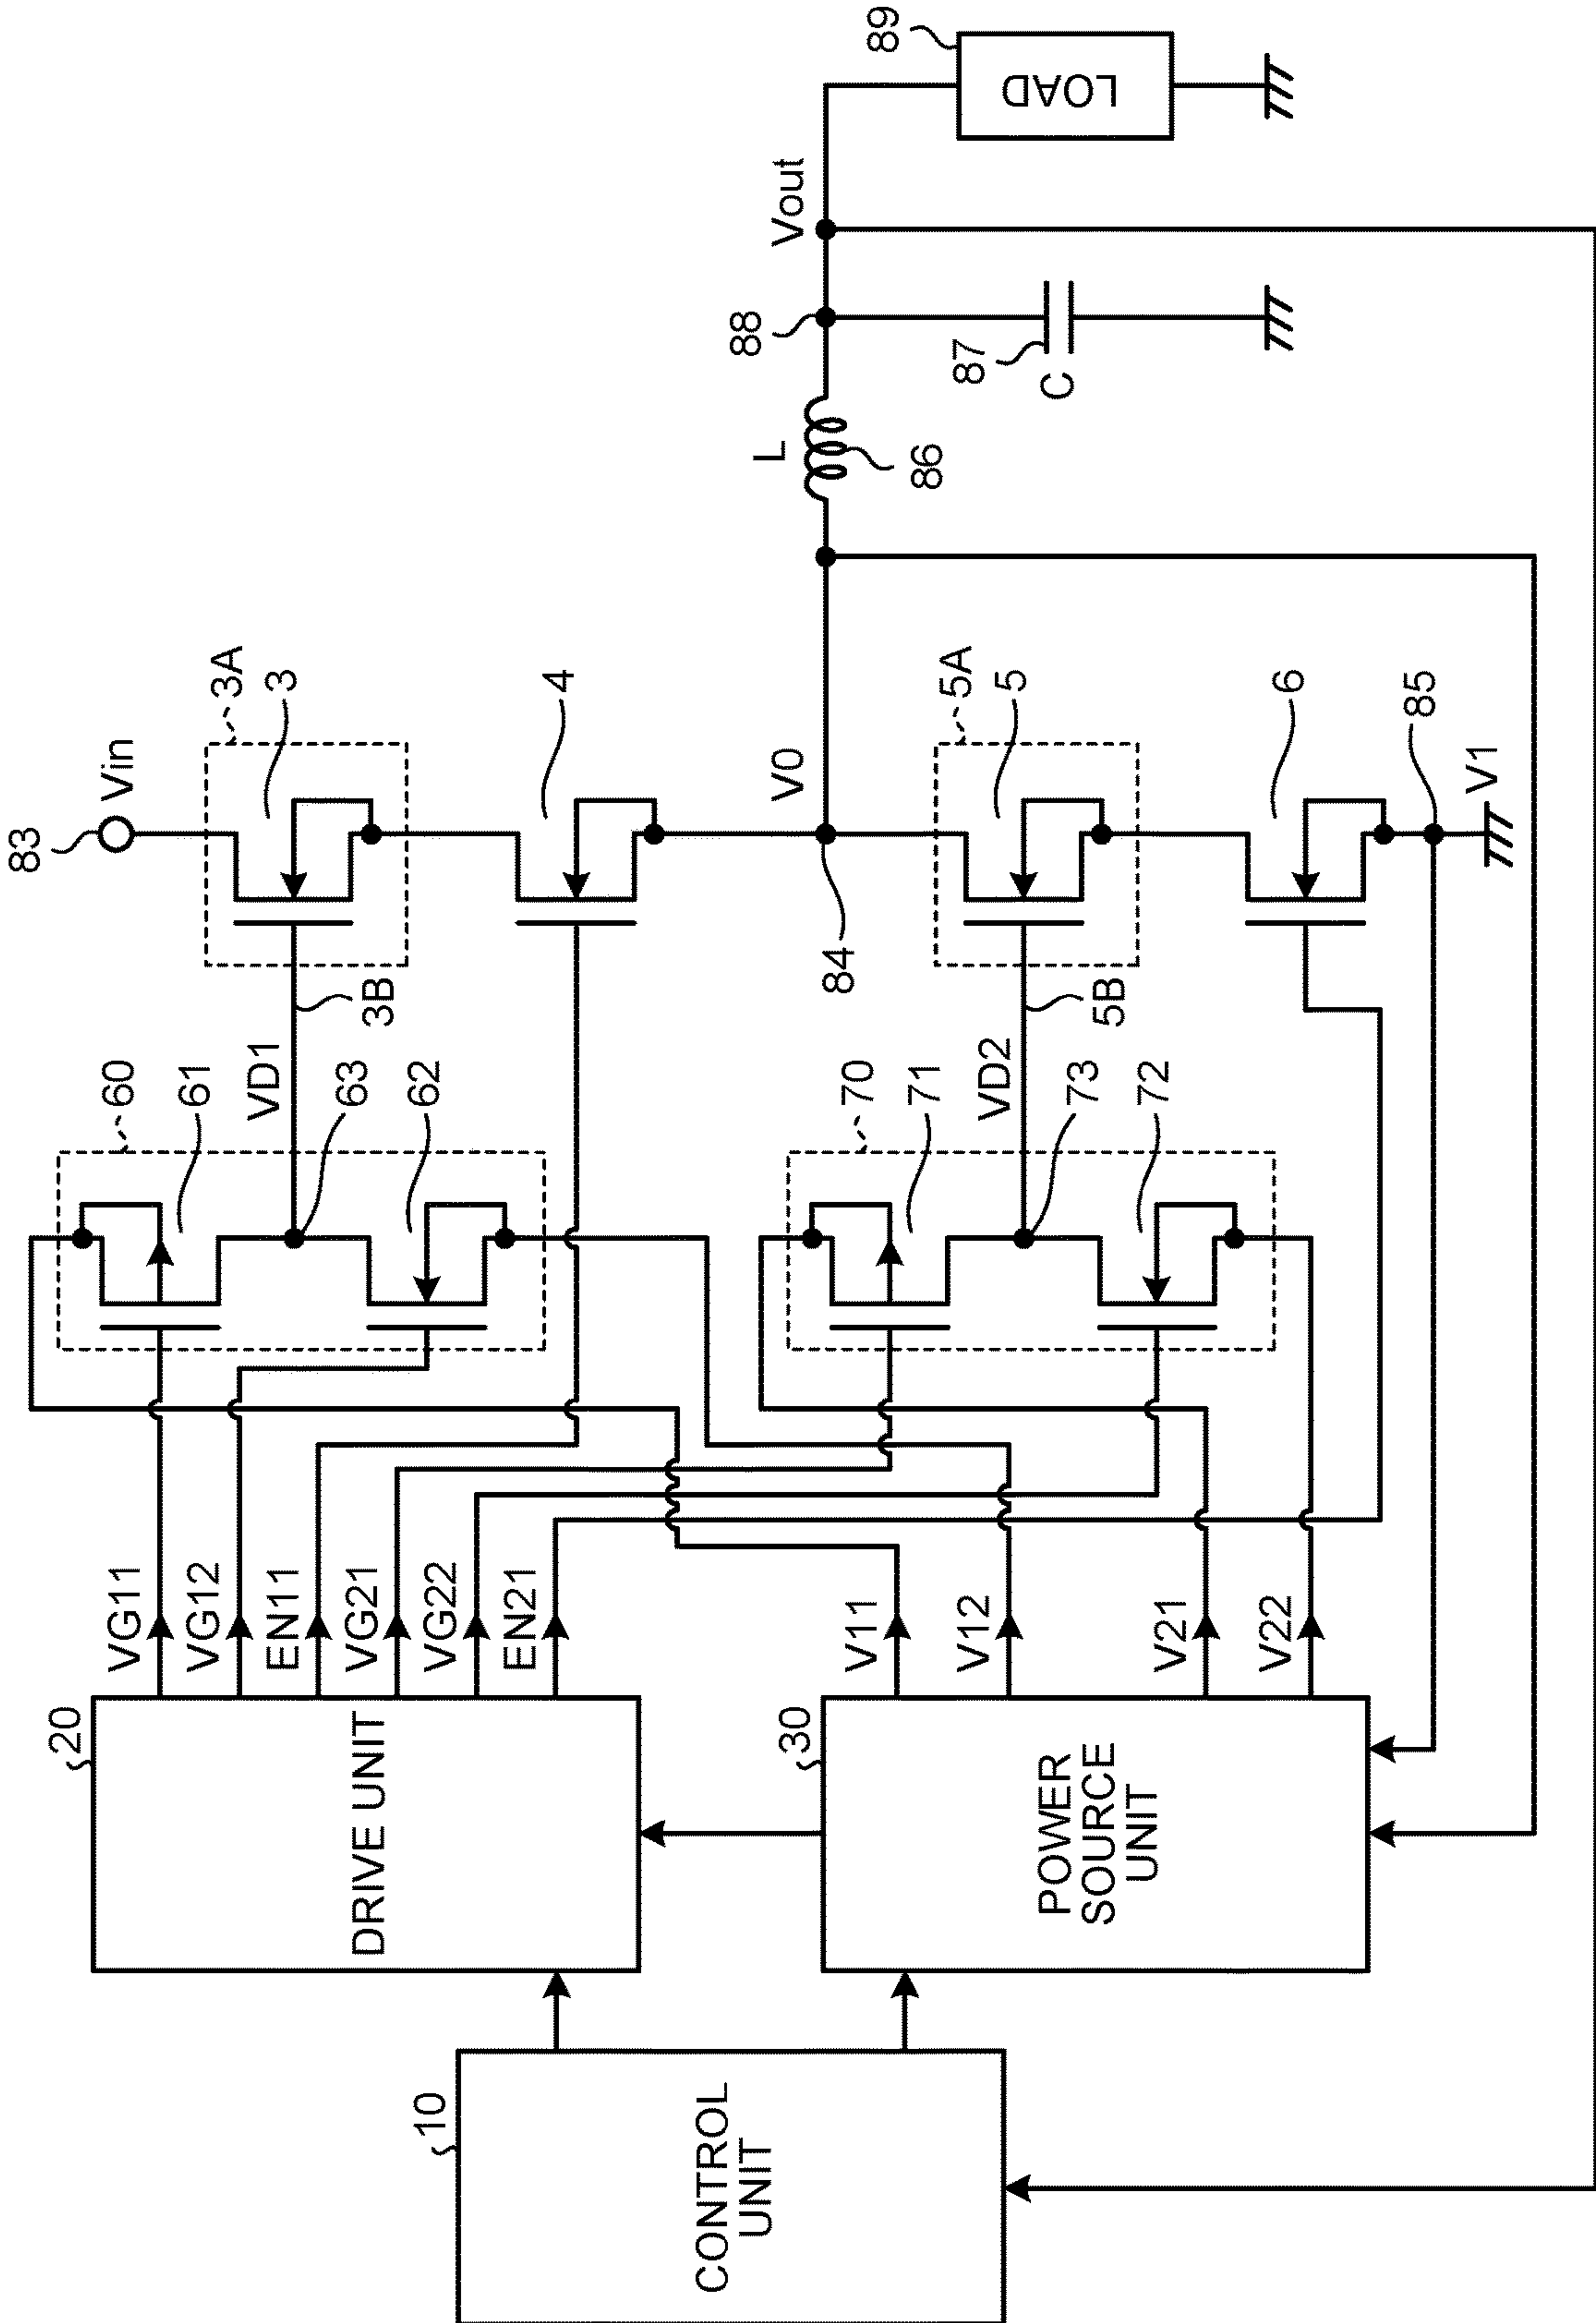 10
CONTROL
UNIT
20
DRIVE UNIT
30
POWER
SOURCE
UNIT
VG11
VG12
EN11
VG21
VG22
EN21
V11
V12
V21
V22
60
61
VD1
63
62
70
71
VD2
73
72
83
Vin
3A
3
3B
4
V0
84
5A
5
5B
6
85
V1
L
86
88
87
C
Vout
89
LOAD